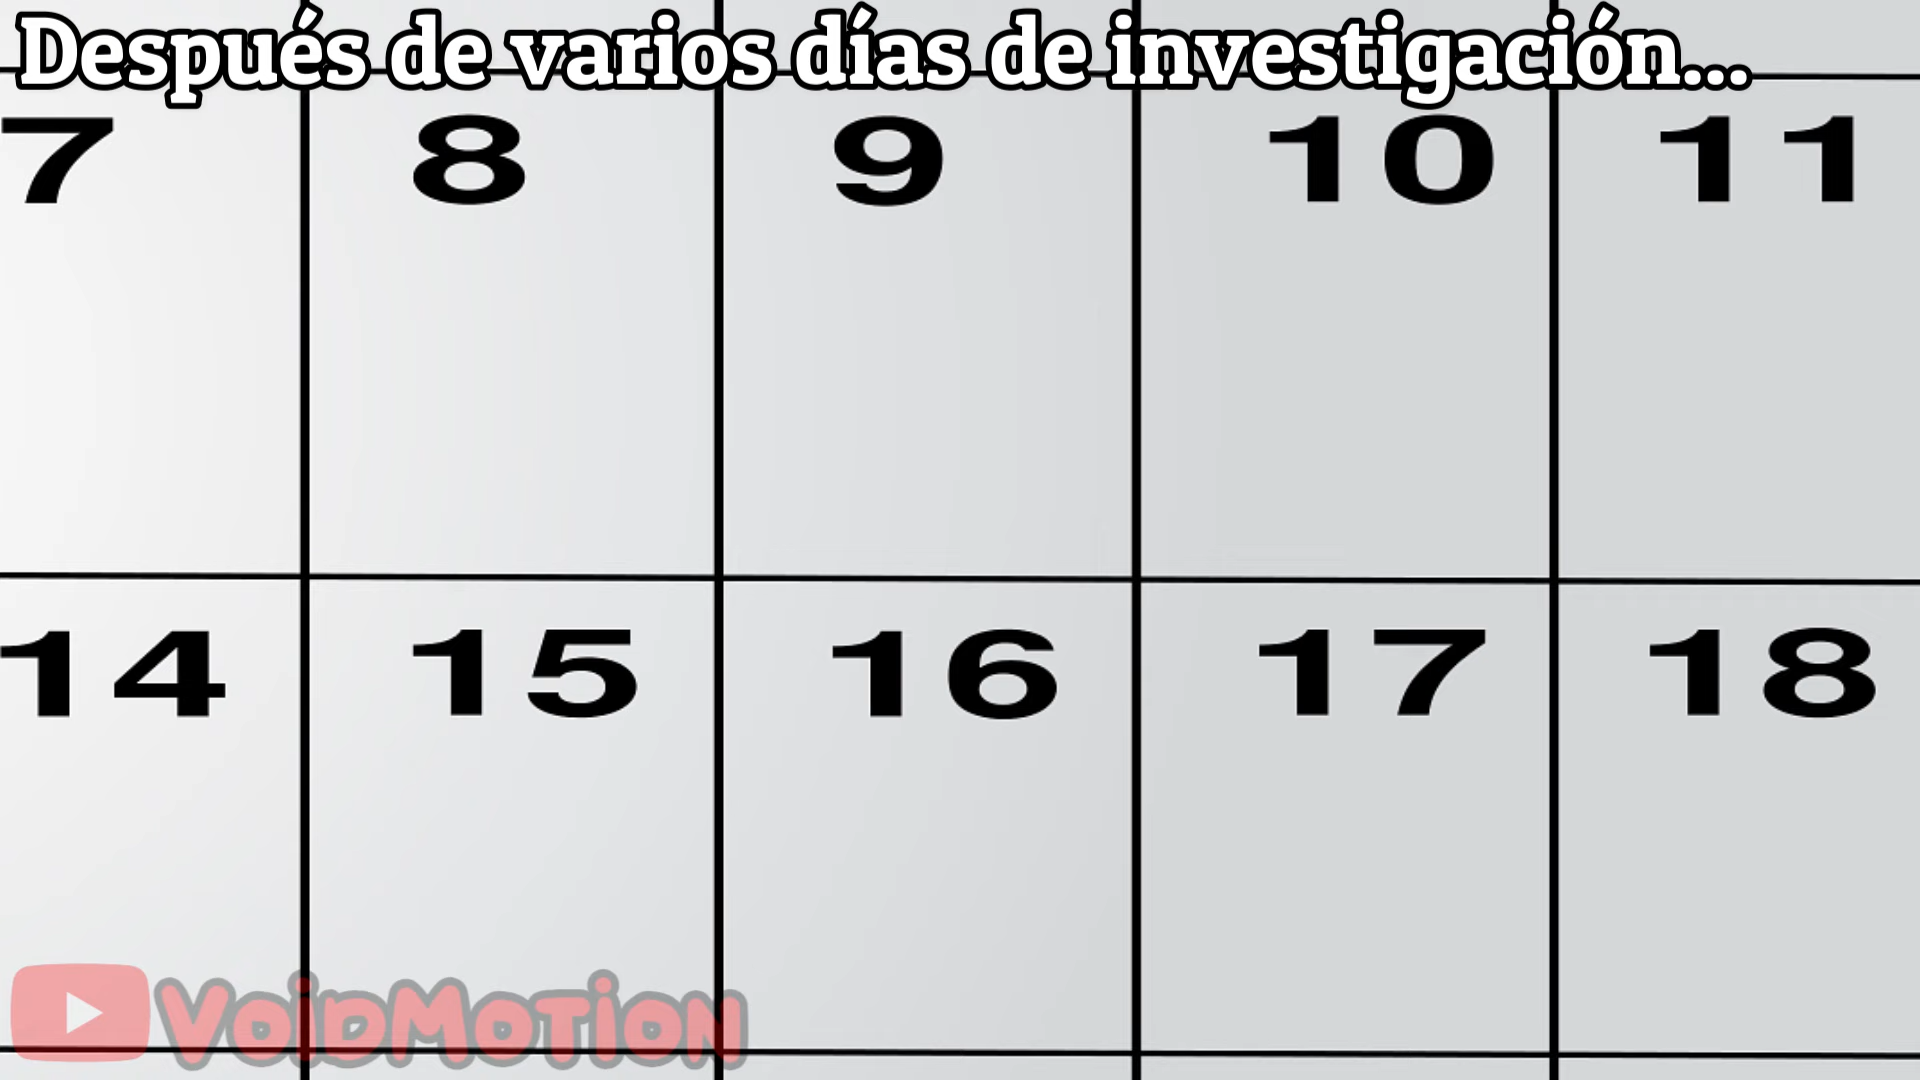 Después de varios días de investigación...
7 8 9 10 11
14 15 16 17 18
VoidMotion